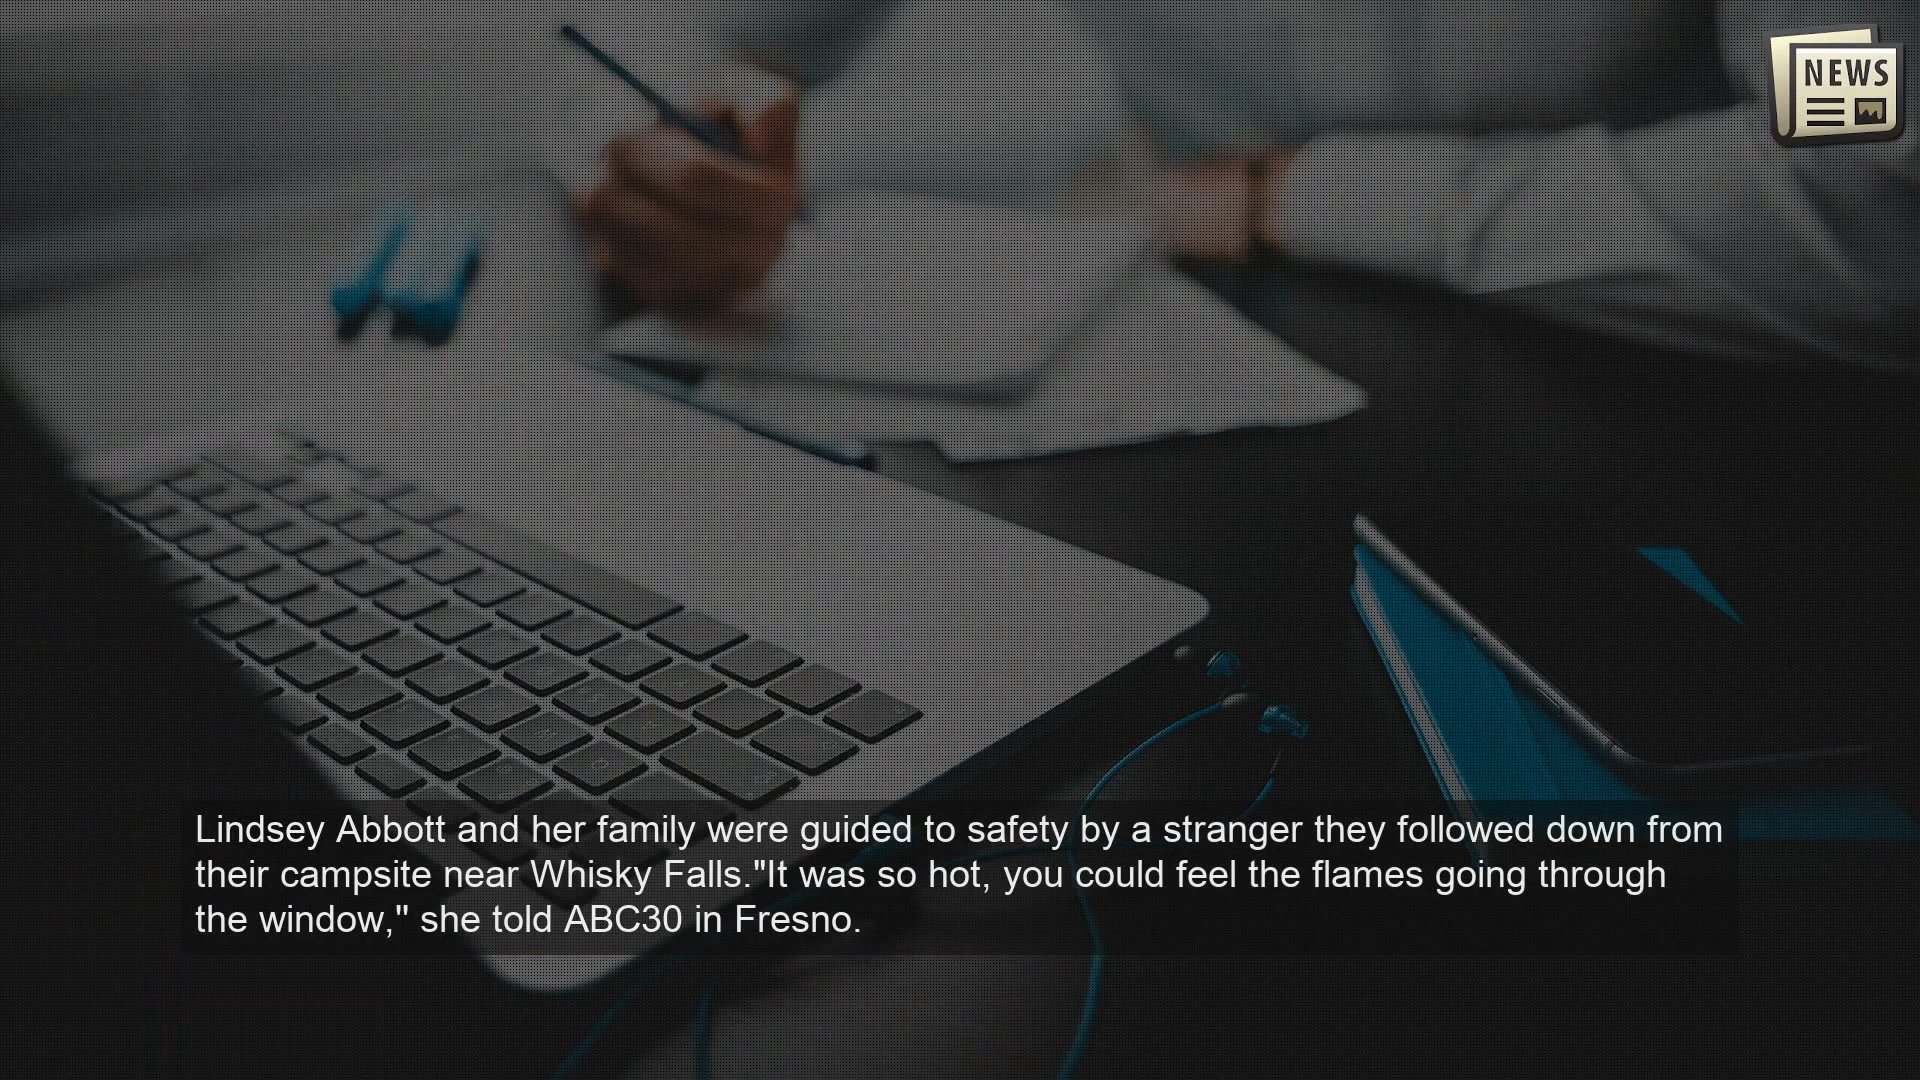 NEWS
Lindsey Abbott and her family were guided to safety by a stranger they followed down from
their campsite near Whisky Falls."It was so hot, you could feel the flames going through
the window," she told ABC30 in Fresno.